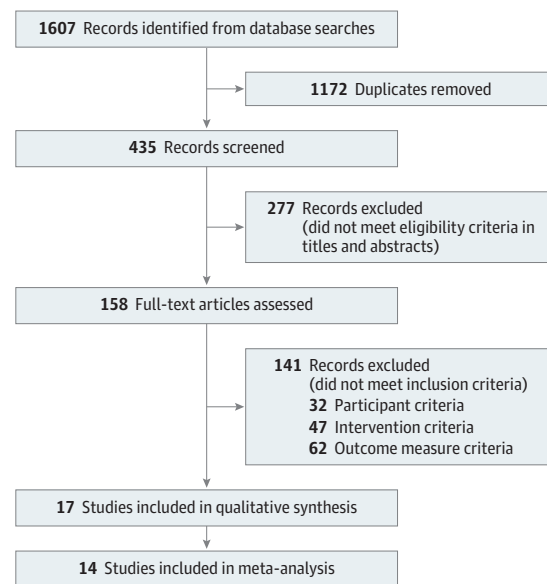 1607 Records identified from database searches
1172 Duplicates removed
435 Records screened
277 Records excluded
(did not meet eligibility criteria in
titles and abstracts)
158 Full-text articles assessed
141 Records excluded
(did not meet inclusion criteria)
32 Participant criteria
47 Intervention criteria
62 Outcome measure criteria
17 Studies included in qualitative synthesis
14 Studies included in meta-analysis